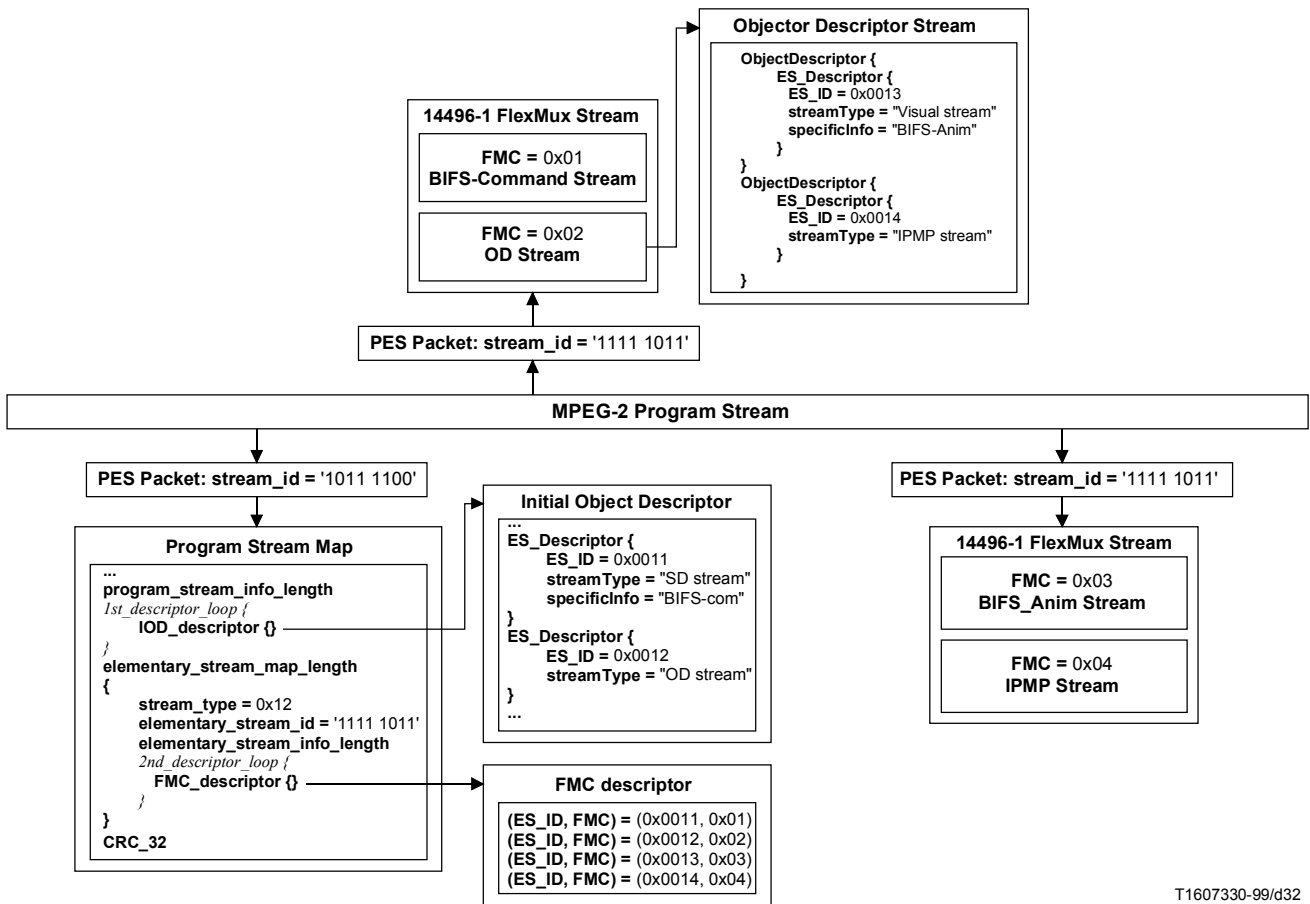 Objector Descriptor Stream
ObjectDescriptor {
ES_Descriptor {
ES_ID = 0x0013
streamType = "Visual stream"
specificInfo = "BIFS-Anim"
}
}
ObjectDescriptor {
ES_Descriptor {
ES_ID = 0x0014
streamType = "IPMP stream"
}
}
14496-1 FlexMux Stream
FMC = 0x01
BIFS-Command Stream
FMC = 0x02
OD Stream
PES Packet: stream_id = '1111 1011'
MPEG-2 Program Stream
PES Packet: stream_id = '1011 1100'
Program Stream Map
...
program_stream_info_length
1st_descriptor_loop {
IOD_descriptor {}
}
elementary_stream_map_length
{
stream_type = 0x12
elementary_stream_id = '1111 1011'
elementary_stream_info_length
2nd_descriptor_loop {
FMC_descriptor {}
}
}
CRC_32
Initial Object Descriptor
...
ES_Descriptor {
ES_ID = 0x0011
streamType = "SD stream"
specificInfo = "BIFS-com"
}
ES_Descriptor {
ES_ID = 0x0012
streamType = "OD stream"
}
...
FMC descriptor
(ES_ID, FMC) = (0x0011, 0x01)
(ES_ID, FMC) = (0x0012, 0x02)
(ES_ID, FMC) = (0x0013, 0x03)
(ES_ID, FMC) = (0x0014, 0x04)
PES Packet: stream_id = '1111 1011'
14496-1 FlexMux Stream
FMC = 0x03
BIFS_Anim Stream
FMC = 0x04
IPMP Stream
T1607330-99/d32